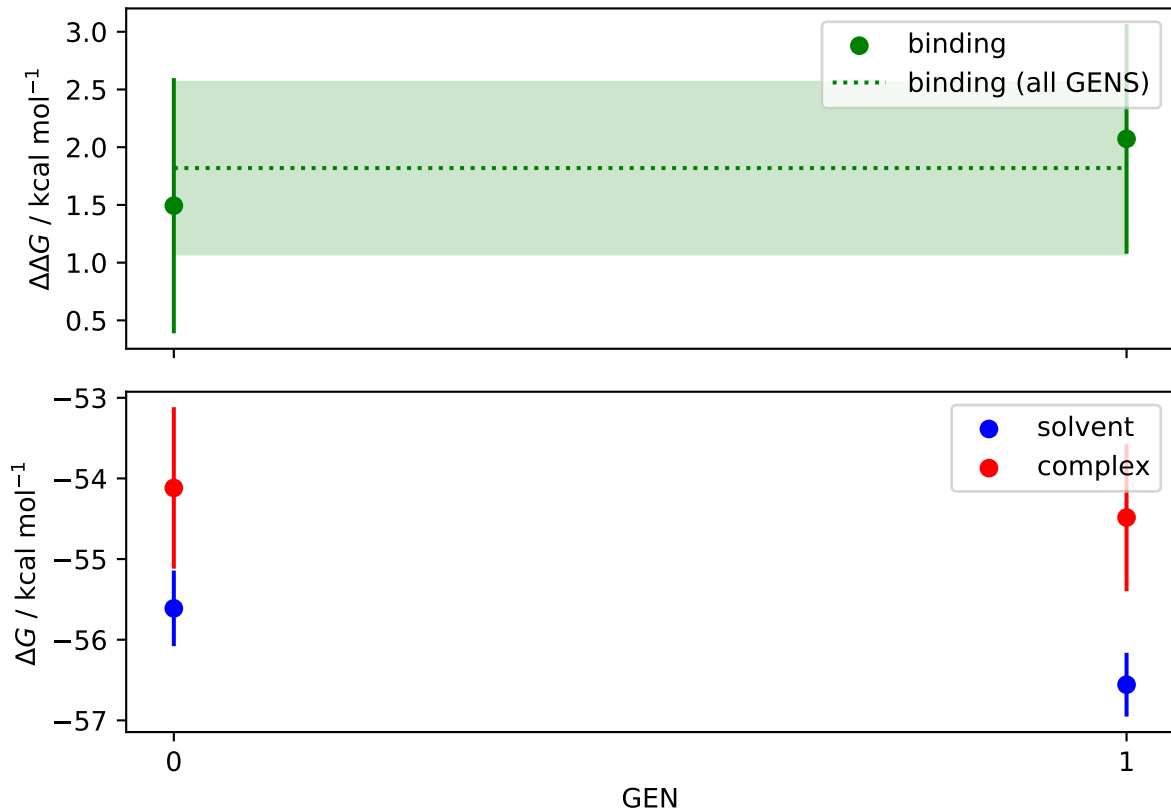 3.0
2.5
2.0
1.5
1.0
0.5
ΔΔG / kcal mol⁻¹
binding
binding (all GENS)
−53
−54
−55
−56
−57
ΔG / kcal mol⁻¹
solvent
complex
0
1
GEN